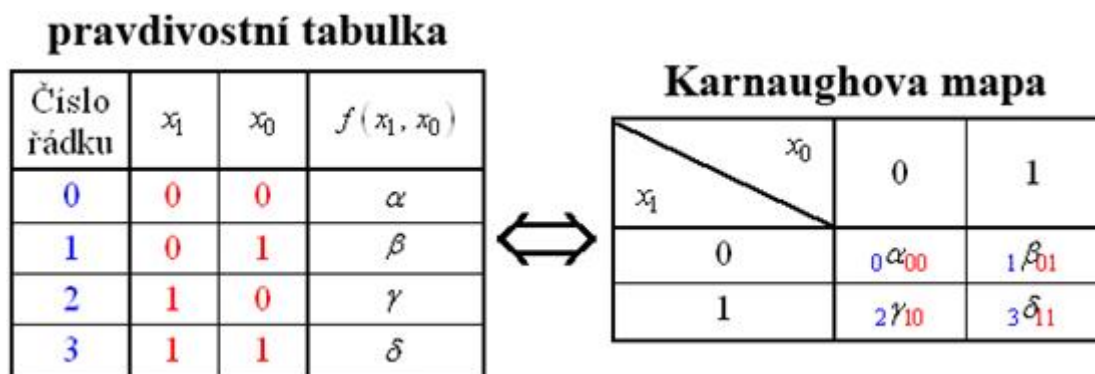 pravdivostní tabulka
Číslo řádku x₁ x₀ f(x₁, x₀)
0 0 0 α
1 0 1 β
2 1 0 γ
3 1 1 δ
Karnaughova mapa
x₀ 0 1
x₁
0 ₀α₀₀ ₁β₀₁
1 ₂γ₁₀ ₃δ₁₁